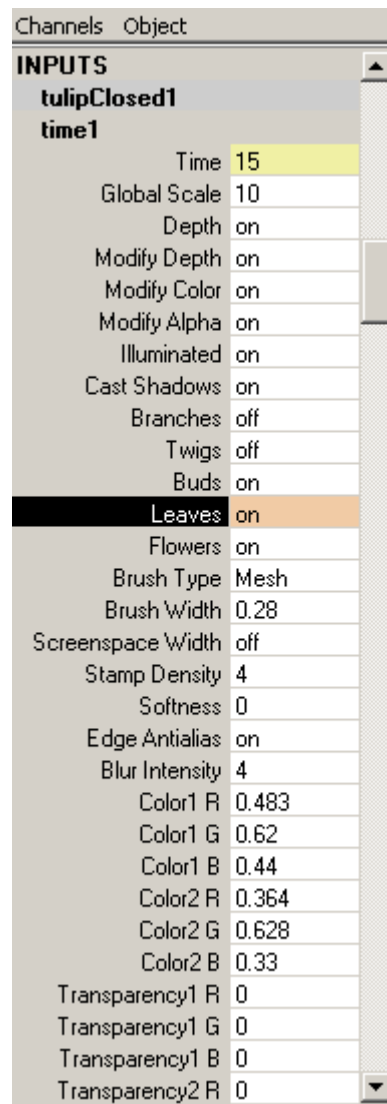 Channels Object
INPUTS
tulipClosed1
time1
Time 15
Global Scale 10
Depth on
Modify Depth on
Modify Color on
Modify Alpha on
Illuminated on
Cast Shadows on
Branches off
Twigs off
Buds on
Leaves on
Flowers on
Brush Type Mesh
Brush Width 0.28
Screenspace Width off
Stamp Density 4
Softness 0
Edge Antialias on
Blur Intensity 4
Color1 R 0.483
Color1 G 0.62
Color1 B 0.44
Color2 R 0.364
Color2 G 0.628
Color2 B 0.33
Transparency1 R 0
Transparency1 G 0
Transparency1 B 0
Transparency2 R 0